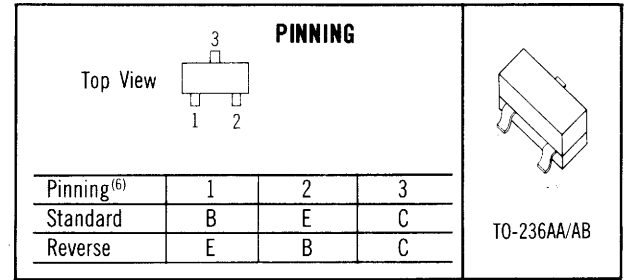 PINNING
3
Top View
1 2
Pinning(6) 1 2 3
Standard B E C
Reverse E B C
TO-236AA/AB